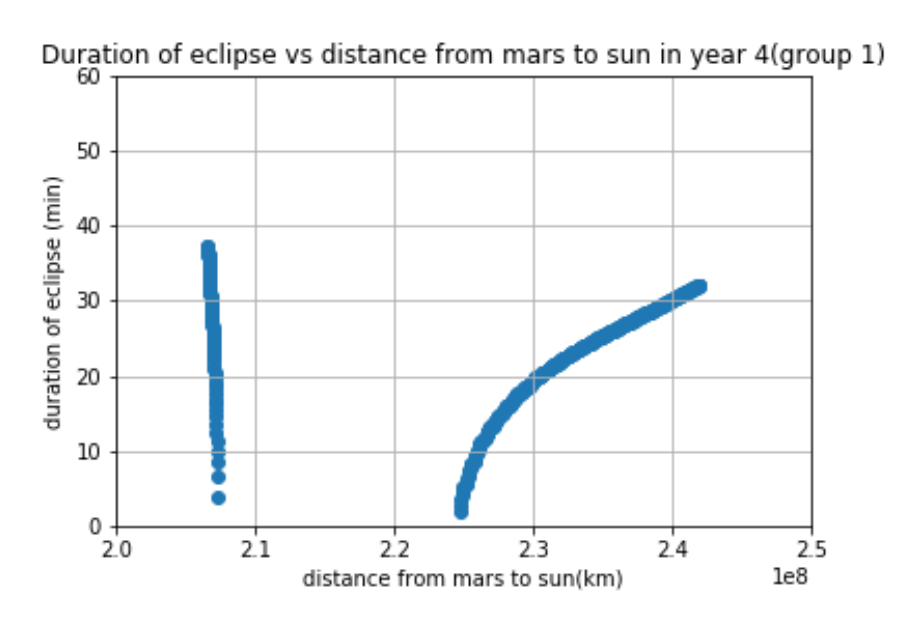 Duration of eclipse vs distance from mars to sun in year 4(group 1)
60
50
40
30
20
10
0
duration of eclipse (min)
2.0 2.1 2.2 2.3 2.4 2.5
1e8
distance from mars to sun(km)